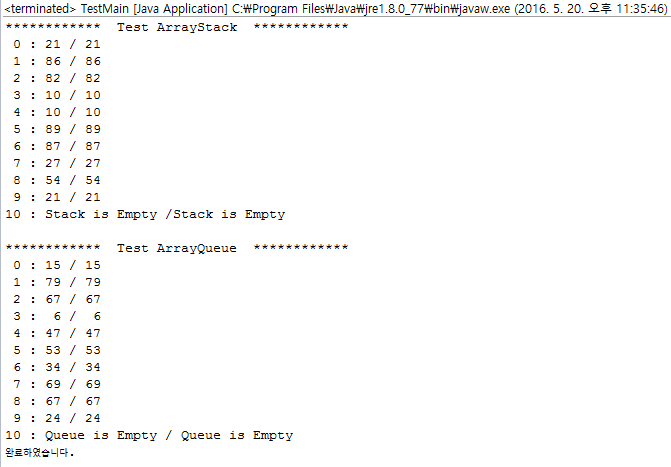 <terminated> TestMain [Java Application] C:₩Program Files₩Java₩jre1.8.0_77₩bin₩javaw.exe (2016. 5. 20. 오후 11:35:46)
************  Test ArrayStack  ************
 0 : 21 / 21
 1 : 86 / 86
 2 : 82 / 82
 3 : 10 / 10
 4 : 10 / 10
 5 : 89 / 89
 6 : 87 / 87
 7 : 27 / 27
 8 : 54 / 54
 9 : 21 / 21
10 : Stack is Empty /Stack is Empty
************  Test ArrayQueue  ************
 0 : 15 / 15
 1 : 79 / 79
 2 : 67 / 67
 3 :  6 /  6
 4 : 47 / 47
 5 : 53 / 53
 6 : 34 / 34
 7 : 69 / 69
 8 : 67 / 67
 9 : 24 / 24
10 : Queue is Empty / Queue is Empty
완료하였습니다.